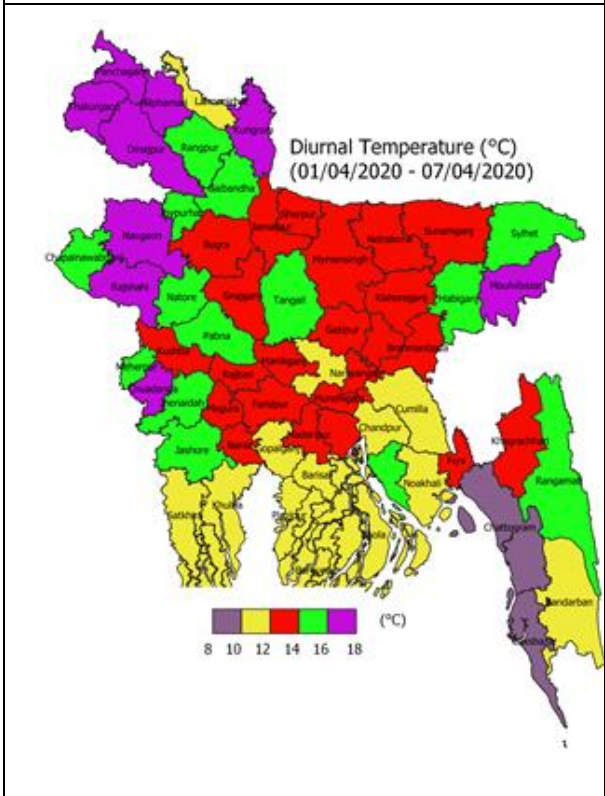 Panchagarh
Thakurgaon
Nilphamari
Lalmonirhat
Dinajpur
Rangpur
Kurigram
Diurnal Temperature (°C)
(01/04/2020 - 07/04/2020)
Gaibandha
Joypurhat
Sherpur
Naogaon
Bogra
Jamalpur
Mymensingh
Netrokona
Sunamganj
Sylhet
Chapainawabganj
Moulvibazar
Rajshahi
Natore
Sirajganj
Tangail
Kishoreganj
Habiganj
Pabna
Gazipur
Brahmanbaria
Kushtia
Meherpur
Manikganj
Chuadanga
Rajbari
Jhenaidah
Magura
Faridpur
Munshiganj
Cumilla
Narail
Madaripur
Chandpur
Khagrachhari
Jashore
Gopalganj
Feni
Barisal
Noakhali
Rangamati
Satkhira
Khulna
Chattogram
Bhola
Bandarban
(°C)
8 10 12 14 16 18